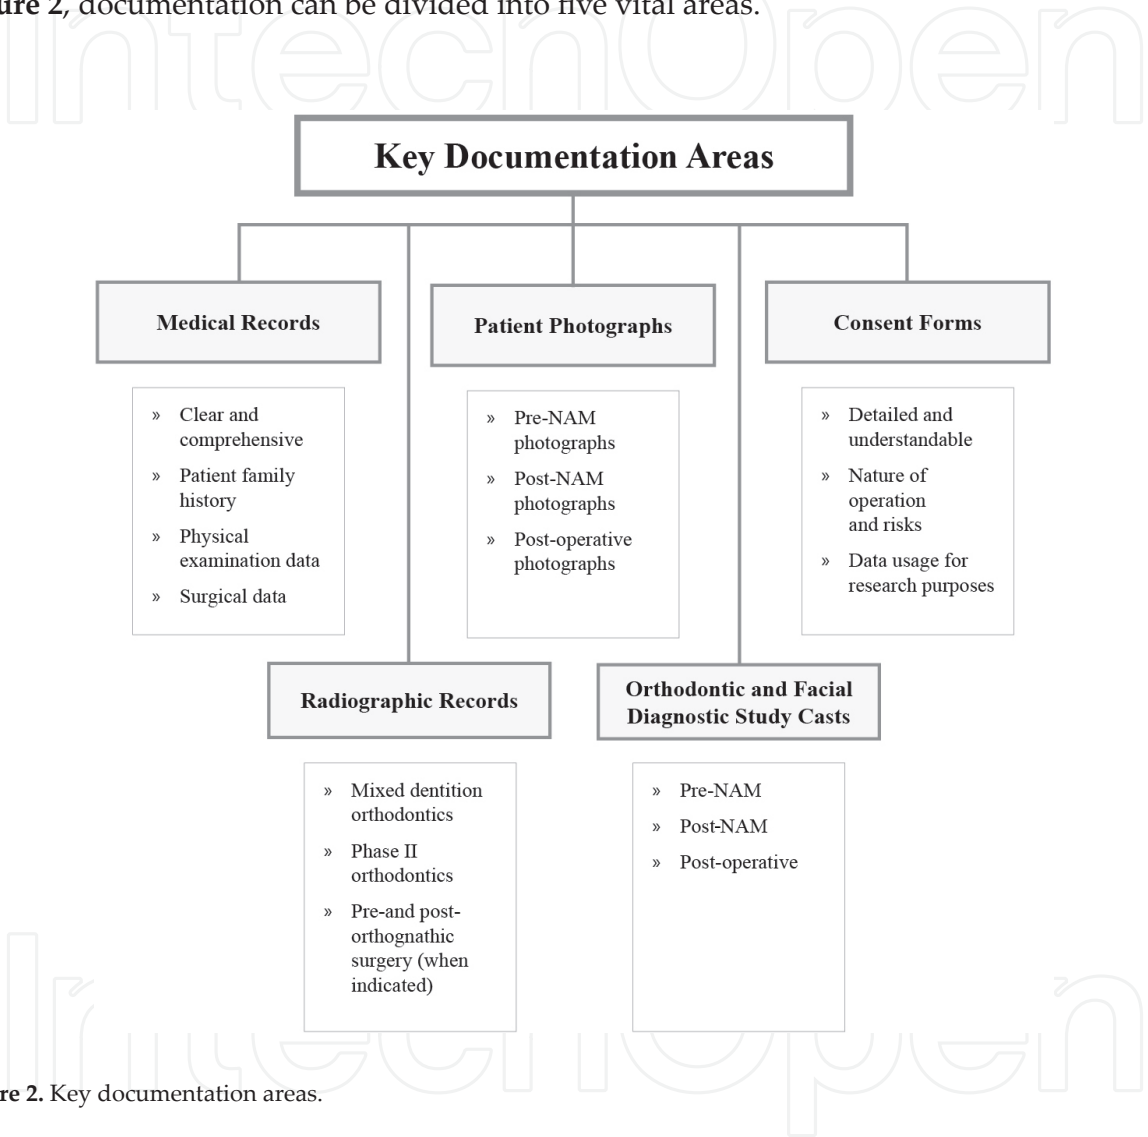 ure 2, documentation can be divided into five vital areas.
IntechOpen
Key Documentation Areas
Medical Records
» Clear and
comprehensive
» Patient family
history
» Physical
examination data
» Surgical data
Patient Photographs
» Pre-NAM
photographs
» Post-NAM
photographs
» Post-operative
photographs
Consent Forms
» Detailed and
understandable
» Nature of
operation
and risks
» Data usage for
research purposes
Radiographic Records
» Mixed dentition
orthodontics
» Phase II
orthodontics
» Pre-and post-
orthognathic
surgery (when
indicated)
Orthodontic and Facial
Diagnostic Study Casts
» Pre-NAM
» Post-NAM
» Post-operative
IntechOpen
re 2. Key documentation areas.